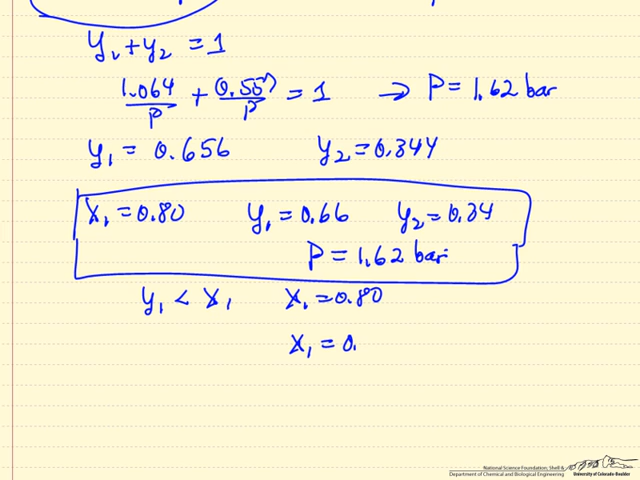 y₁ + y₂ = 1
1.064/P + 0.557/P = 1 → P = 1.62 bar
y₁ = 0.656 y₂ = 0.344
x₁ = 0.80 y₁ = 0.66 y₂ = 0.34
P = 1.62 bar
y₁ < x₁ x₁ = 0.80
x₁ = 0.
National Science Foundation, Shell &
Department of Chemical and Biological Engineering
University of Colorado Boulder